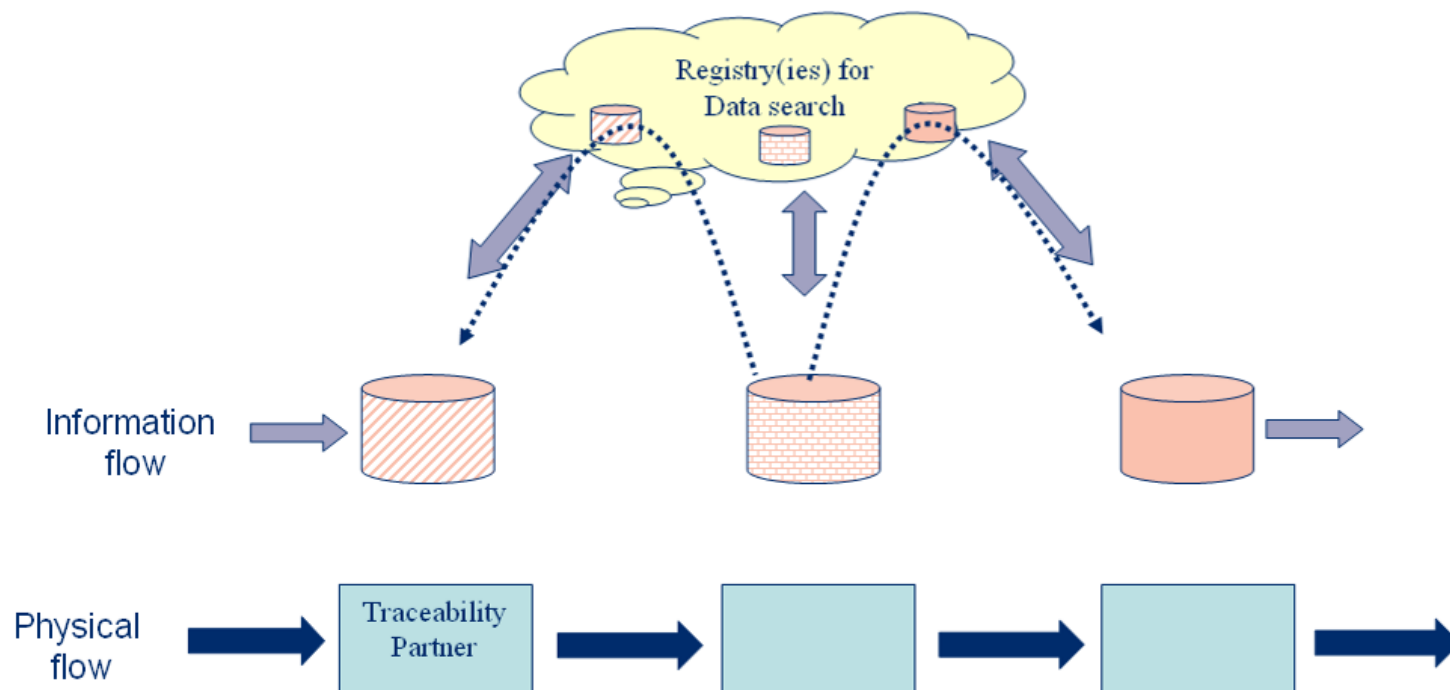 Registry(ies) for
Data search
Information
flow
Traceability
Partner
Physical
flow